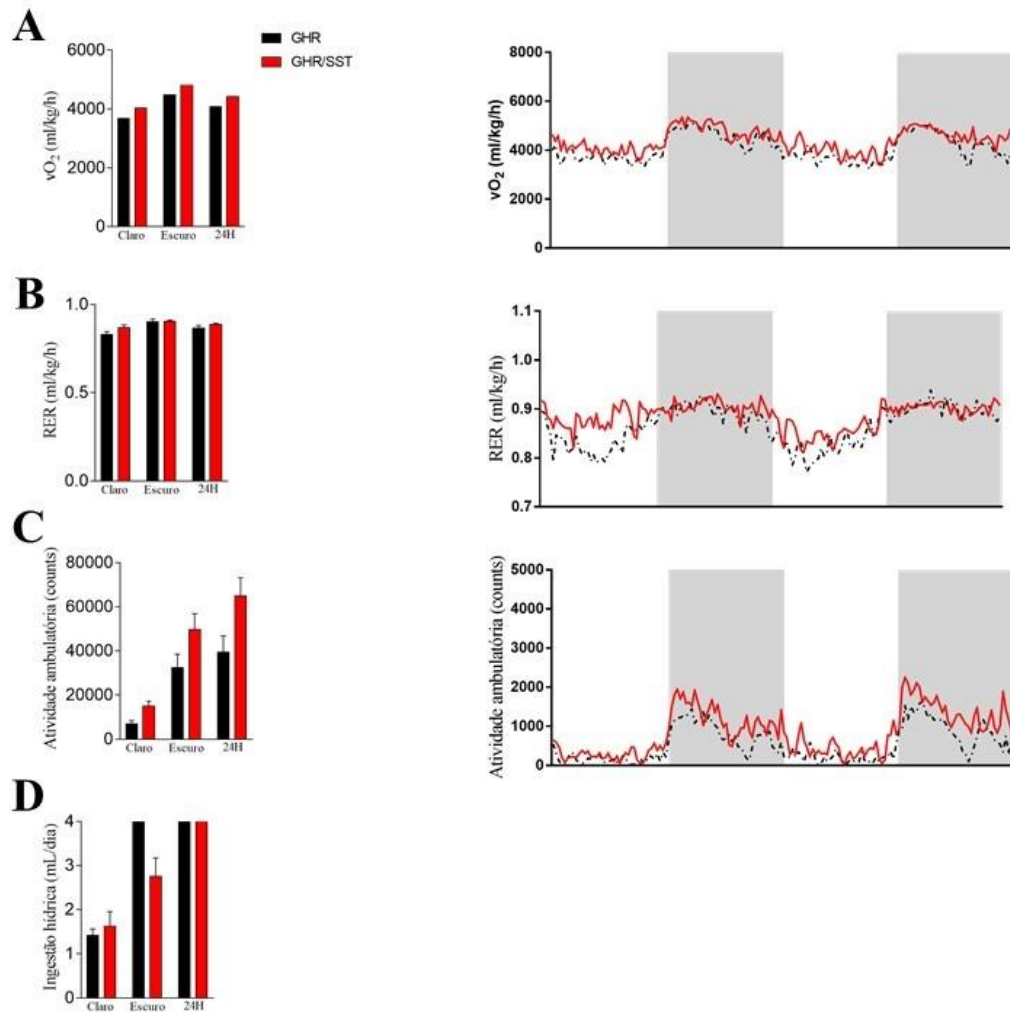 A
GHR
GHR/SST
vO₂ (ml/kg/h)
6000
4000
2000
0
Claro
Escuro
24H
vO₂ (ml/kg/h)
8000
6000
4000
2000
0
B
RER (ml/kg/h)
1.0
0.5
0.0
Claro
Escuro
24H
RER (ml/kg/h)
1.1
1.0
0.9
0.8
0.7
C
Atividade ambulatória (counts)
80000
60000
40000
20000
0
Claro
Escuro
24H
Atividade ambulatória (counts)
5000
4000
3000
2000
1000
0
D
Ingestão hídrica (mL/dia)
4
3
2
1
0
Claro
Escuro
24H